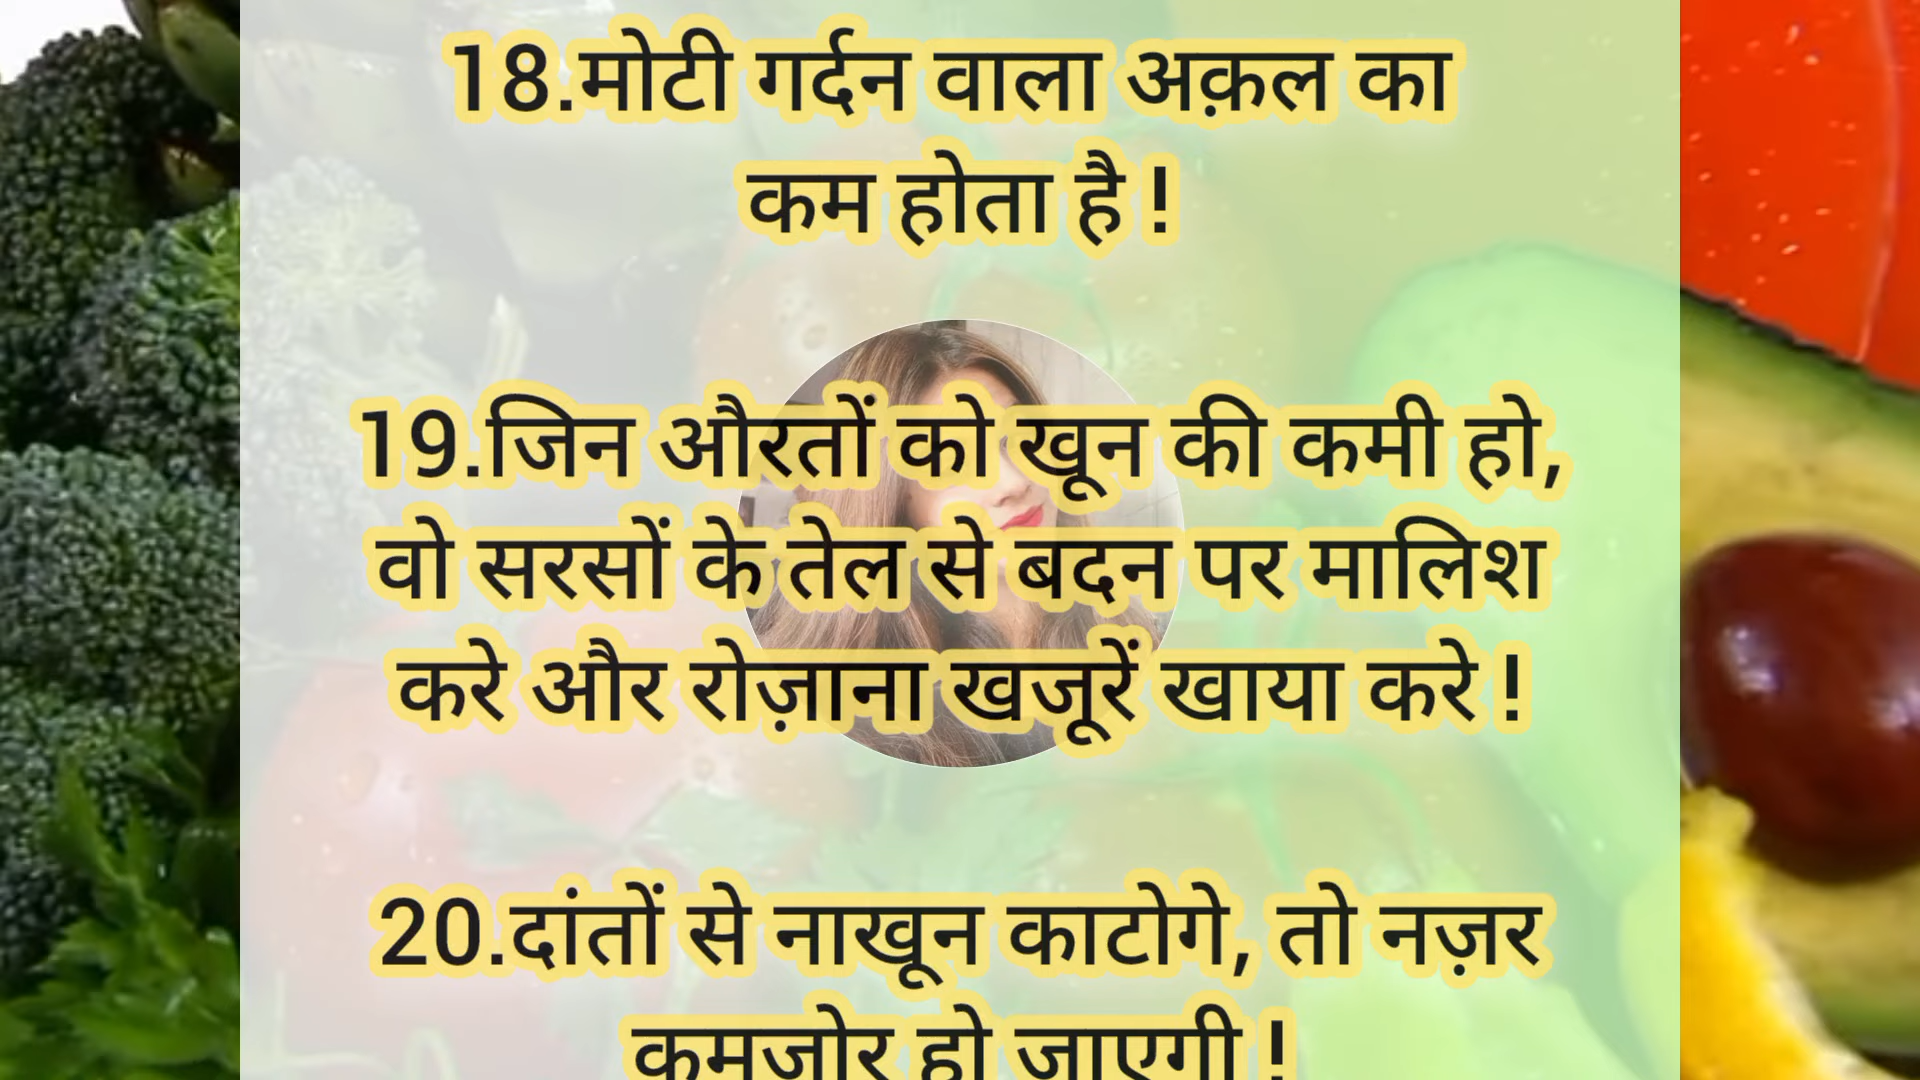 18.मोटी गर्दन वाला अक़ल का
कम होता है !
19.जिन औरतों को खून की कमी हो,
वो सरसों के तेल से बदन पर मालिश
करे और रोज़ाना खजूरें खाया करे !
20.दांतों से नाखून काटोगे, तो नज़र
कमजोर हो जाएगी !